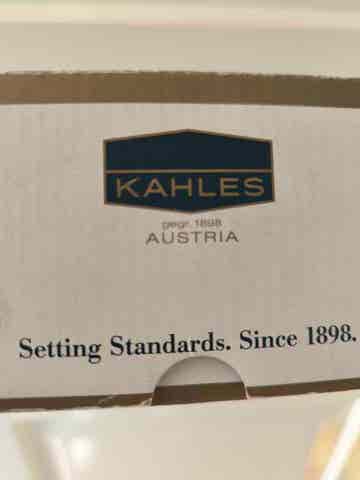 KAHLES
gegr. 1898
AUSTRIA
Setting Standards. Since 1898.